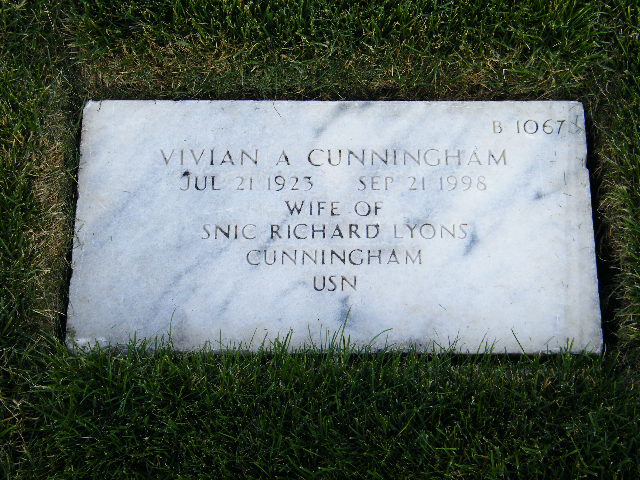 B 1067
VIVIAN A CUNNINGHAM
JUL 21 1923 SEP 21 1998
WIFE OF
SNIC RICHARD LYONS
CUNNINGHAM
USN